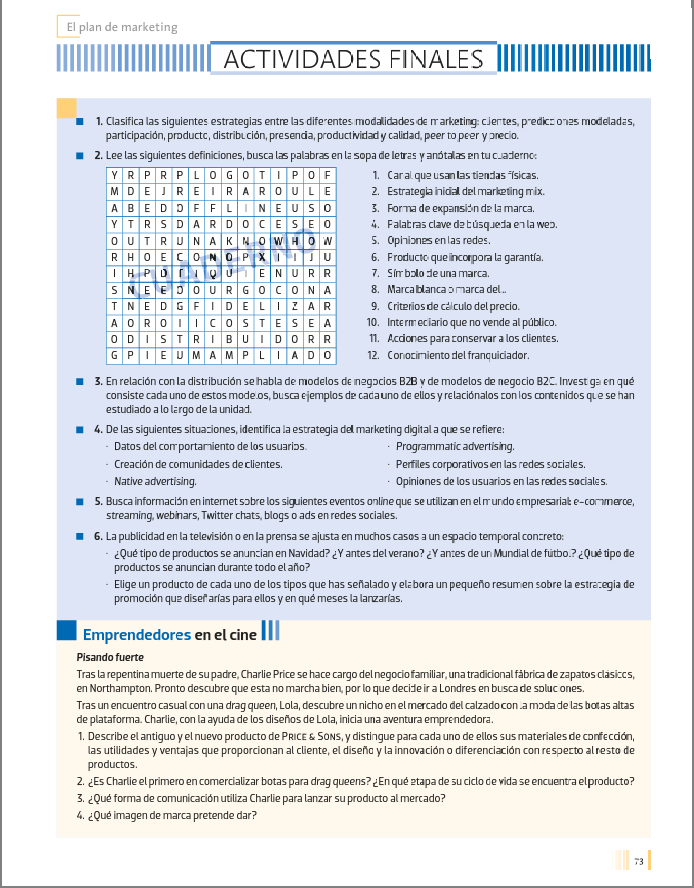 El plan de marketing
ACTIVIDADES FINALES
1. Clasifica las siguientes estrategias entre las diferentes modalidades de marketing: clientes, predicciones modeladas,
participación, producto, distribución, presencia, productividad y calidad, peer to peer y precio.
2. Lee las siguientes definiciones, busca las palabras en la sopa de letras y anótalas en tu cuaderno:
Y R P R P L O G O T I P O F
M D E J R E I R A R O U L E
A B E D O F F L I N E U S O
Y T R S D A R D O C E S E O
O U T R U N A K N O W H O W
R H O E C O N O P X I I J U
I H P D T I Q U I E N U R R
S N E E O O U R G O C O N A
T N E D G F I D E L I Z A R
A O R O I I C O S T E S E A
O D I S T R I B U I D O R R
G P I E U M A M P L I A D O
CUADERNO
1. Canal que usan las tiendas físicas.
2. Estrategia inicial del marketing mix.
3. Forma de expansión de la marca.
4. Palabras clave de búsqueda en la web.
5. Opiniones en las redes.
6. Producto que incorpora la garantía.
7. Símbolo de una marca.
8. Marca blanca o marca del...
9. Criterios de cálculo del precio.
10. Intermediario que no vende al público.
11. Acciones para conservar a los clientes.
12. Conocimiento del franquiciador.
3. En relación con la distribución se habla de modelos de negocios B2B y de modelos de negocio B2C. Investiga en qué
consiste cada uno de estos modelos, busca ejemplos de cada uno de ellos y relaciónalos con los contenidos que se han
estudiado a lo largo de la unidad.
4. De las siguientes situaciones, identifica la estrategia del marketing digital a que se refiere:
· Datos del comportamiento de los usuarios.
· Creación de comunidades de clientes.
· Native advertising.
· Programmatic advertising.
· Perfiles corporativos en las redes sociales.
· Opiniones de los usuarios en las redes sociales.
5. Busca información en internet sobre los siguientes eventos online que se utilizan en el mundo empresarial: e-commerce,
streaming, webinars, Twitter chats, blogs o ads en redes sociales.
6. La publicidad en la televisión o en la prensa se ajusta en muchos casos a un espacio temporal concreto:
· ¿Qué tipo de productos se anuncian en Navidad? ¿Y antes del verano? ¿Y antes de un Mundial de fútbol? ¿Qué tipo de
productos se anuncian durante todo el año?
· Elige un producto de cada uno de los tipos que has señalado y elabora un pequeño resumen sobre la estrategia de
promoción que diseñarías para ellos y en qué meses la lanzarías.
Emprendedores en el cine
Pisando fuerte
Tras la repentina muerte de su padre, Charlie Price se hace cargo del negocio familiar, una tradicional fábrica de zapatos clásicos,
en Northampton. Pronto descubre que esta no marcha bien, por lo que decide ir a Londres en busca de soluciones.
Tras un encuentro casual con una drag queen, Lola, descubre un nicho en el mercado del calzado con la moda de las botas altas
de plataforma. Charlie, con la ayuda de los diseños de Lola, inicia una aventura emprendedora.
1. Describe el antiguo y el nuevo producto de PRICE & SONS, y distingue para cada uno de ellos sus materiales de confección,
las utilidades y ventajas que proporcionan al cliente, el diseño y la innovación o diferenciación con respecto al resto de
productos.
2. ¿Es Charlie el primero en comercializar botas para drag queens? ¿En qué etapa de su ciclo de vida se encuentra el producto?
3. ¿Qué forma de comunicación utiliza Charlie para lanzar su producto al mercado?
4. ¿Qué imagen de marca pretende dar?
73